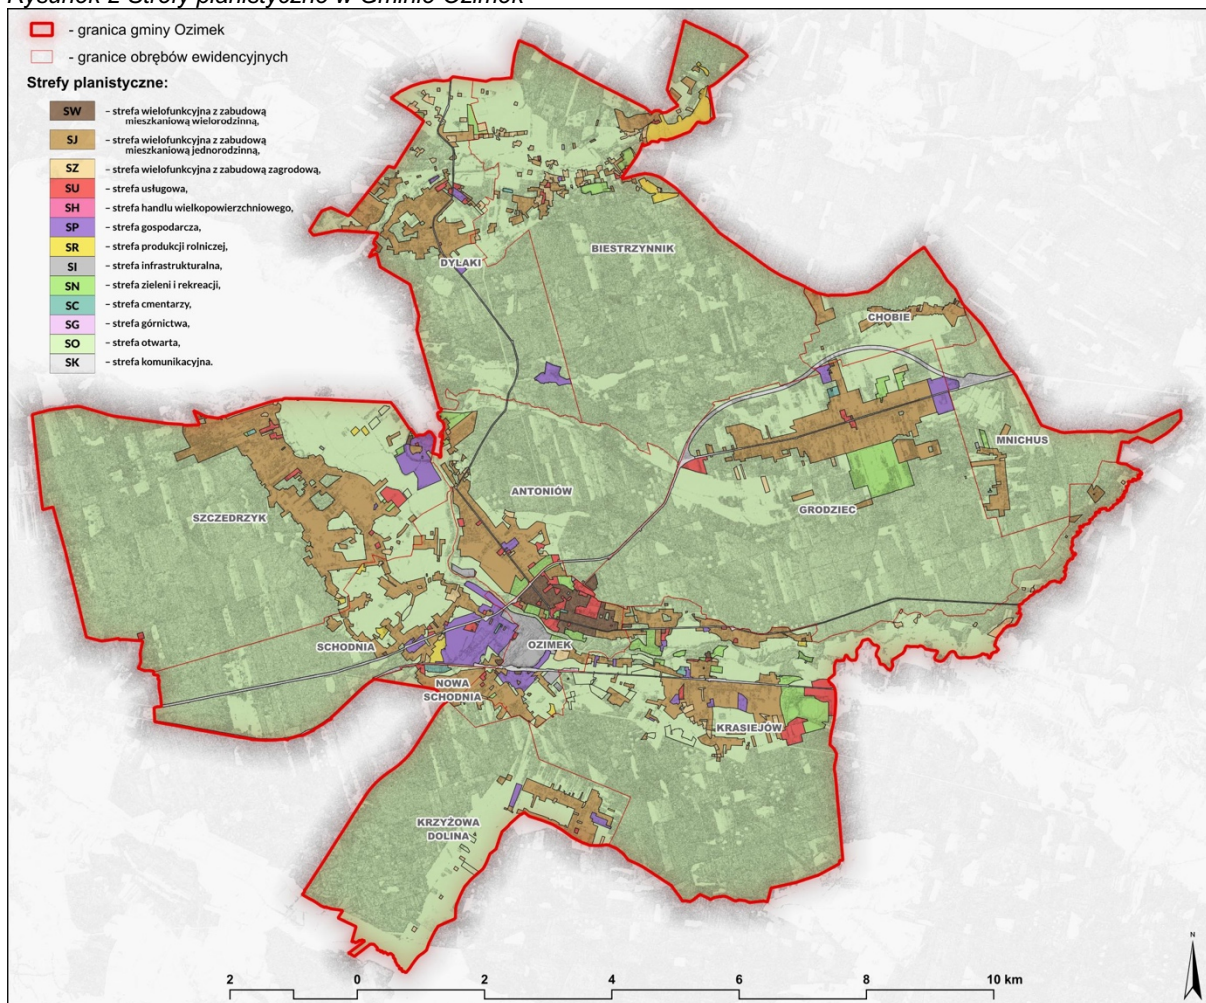 Rysunek 2 Strefy planistyczne w Gminie Ozimek
- granica gminy Ozimek
- granice obrębów ewidencyjnych
Strefy planistyczne:
SW – strefa wielofunkcyjna z zabudową
mieszkaniową wielorodzinną,
SJ – strefa wielofunkcyjna z zabudową
mieszkaniową jednorodzinną,
SZ – strefa wielofunkcyjna z zabudową zagrodową,
SU – strefa usługowa,
SH – strefa handlu wielkopowierzchniowego,
SP – strefa gospodarcza,
SR – strefa produkcji rolniczej,
SI – strefa infrastrukturalna,
SN – strefa zieleni i rekreacji,
SC – strefa cmentarzy,
SG – strefa górnictwa,
SO – strefa otwarta,
SK – strefa komunikacyjna.
BIESTRZYNNIK
DYLAKI
CHOBIE
MNICHUS
ANTONIÓW
GRODZIEC
SZCZEDRZYK
SCHODNIA
OZIMEK
NOWA
SCHODNIA
KRASIEJÓW
KRZYŻOWA
DOLINA
N
2 0 2 4 6 8 10 km